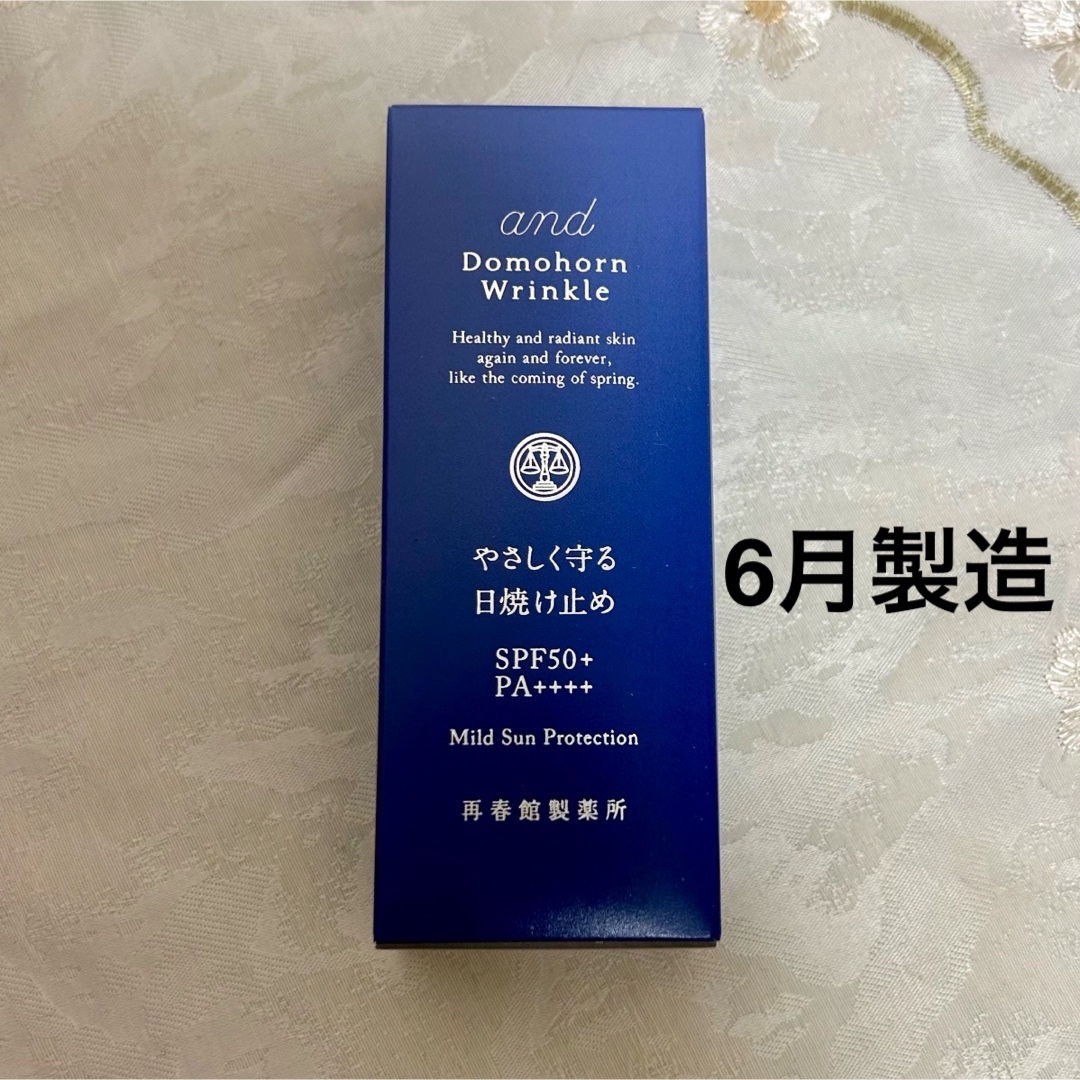 and
Domohorn
Wrinkle
Healthy and radiant skin
again and forever,
like the coming of spring.
やさしく守る
日焼け止め
SPF50+
PA++++
Mild Sun Protection
再春館製薬所
6月製造